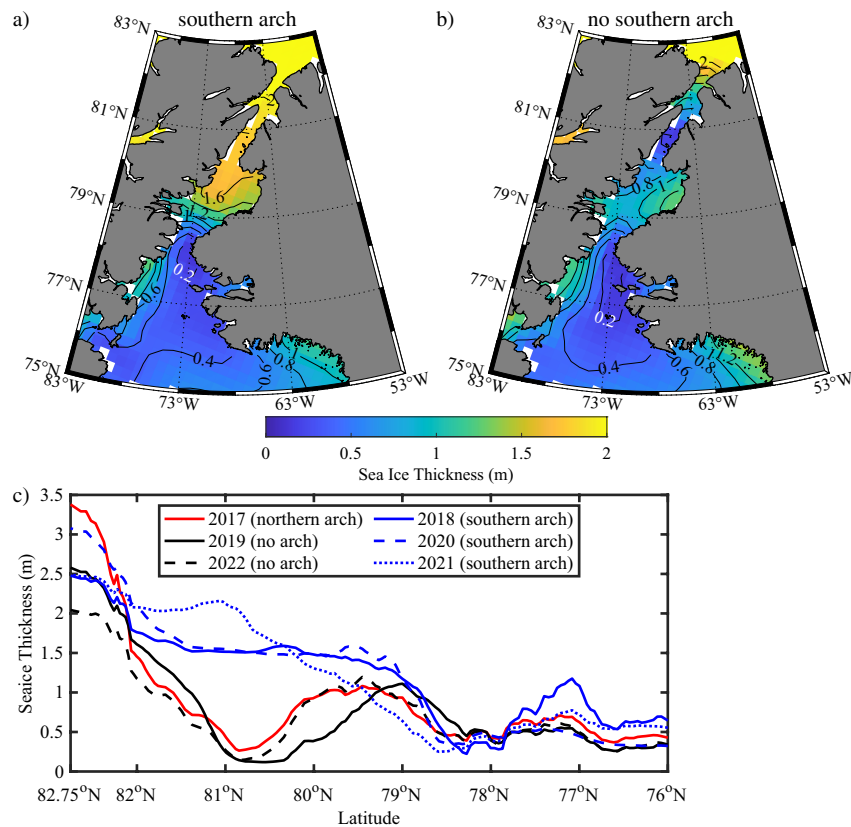 a)
southern arch
b)
no southern arch
83°N
81°N
79°N
77°N
75°N
83°W
73°W
63°W
53°W
2
1.6
1
0.2
0.6
0.4
0.6
0.8
83°N
81°N
79°N
77°N
75°N
83°W
73°W
63°W
53°W
2
0.8
1
0.2
0.4
0.6
0.8
1
1.2
0
0.5
1
1.5
2
Sea Ice Thickness (m)
c)
3.5
3
2.5
2
1.5
1
0.5
0
Seaice Thickness (m)
2017 (northern arch)
2019 (no arch)
2022 (no arch)
2018 (southern arch)
2020 (southern arch)
2021 (southern arch)
82.75°N
82°N
81°N
80°N
79°N
78°N
77°N
76°N
Latitude